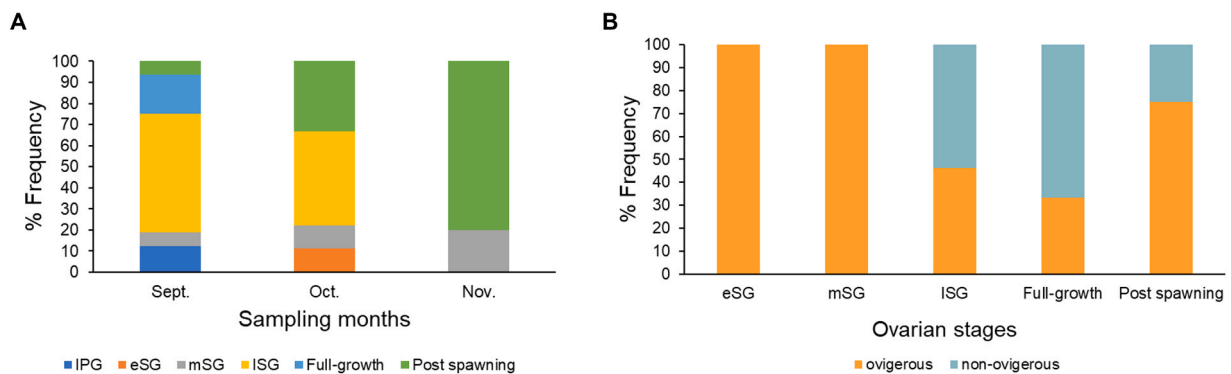 A
% Frequency
100
90
80
70
60
50
40
30
20
10
0
Sept. Oct. Nov.
Sampling months
lPG eSG mSG lSG Full-growth Post spawning
B
% Frequency
100
90
80
70
60
50
40
30
20
10
0
eSG mSG lSG Full-growth Post spawning
Ovarian stages
ovigerous non-ovigerous